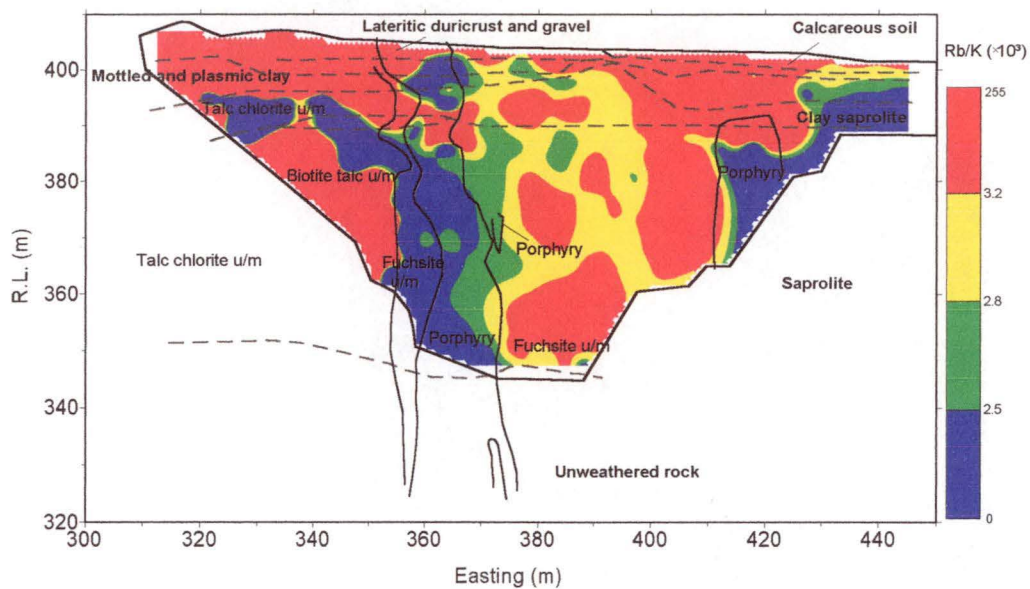 Lateritic duricrust and gravel
Calcareous soil
Rb/K (×10³)
400
Mottled and plasmic clay
255
Talc chlorite u/m
Clay saprolite
380
Biotite talc u/m
Porphyry
3.2
R.L. (m)
Talc chlorite u/m
Porphyry
Fuchsite
u/m
Saprolite
360
2.8
Porphyry
Fuchsite u/m
340
2.5
Unweathered rock
320
0
300
320
340
360
380
400
420
440
Easting (m)